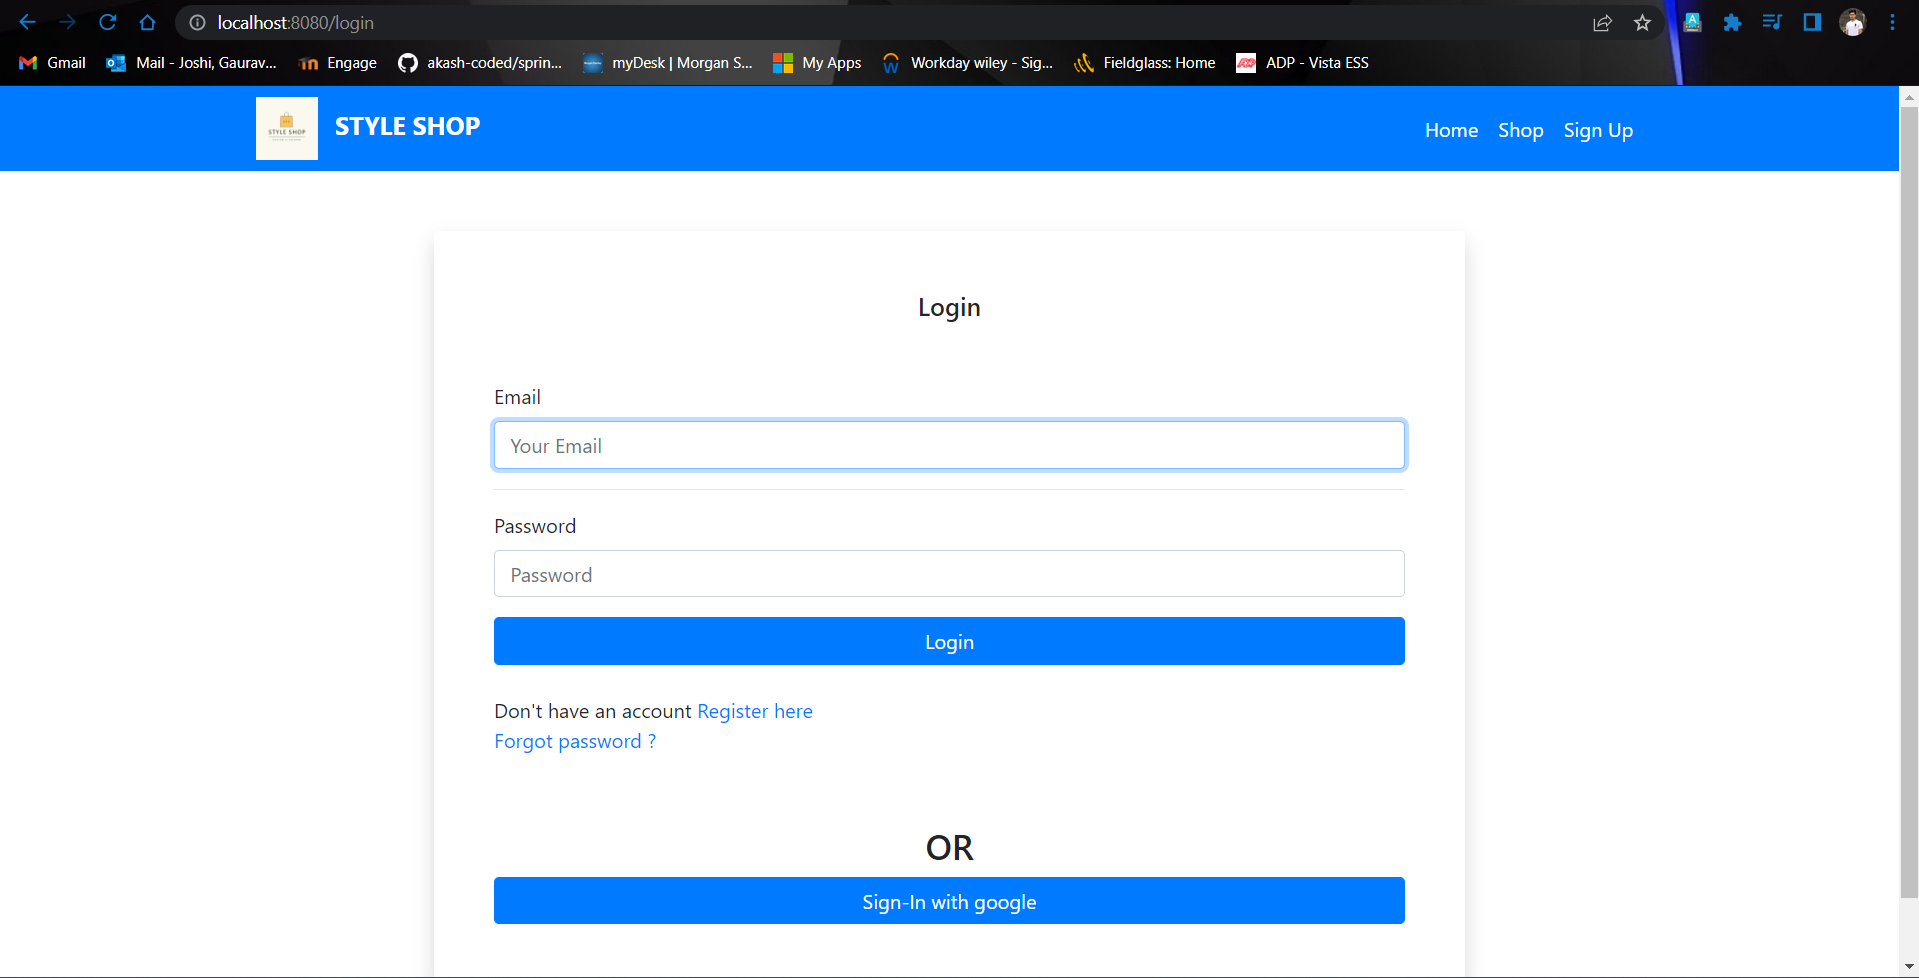 localhost:8080/login
Gmail
Mail - Joshi, Gaurav...
Engage
akash-coded/sprin...
myDesk | Morgan S...
My Apps
Workday wiley - Sig...
Fieldglass: Home
ADP - Vista ESS
STYLE SHOP
STYLE SHOP
Home
Shop
Sign Up
Login
Email
Your Email
Password
Password
Login
Don't have an account Register here
Forgot password ?
OR
Sign-In with google